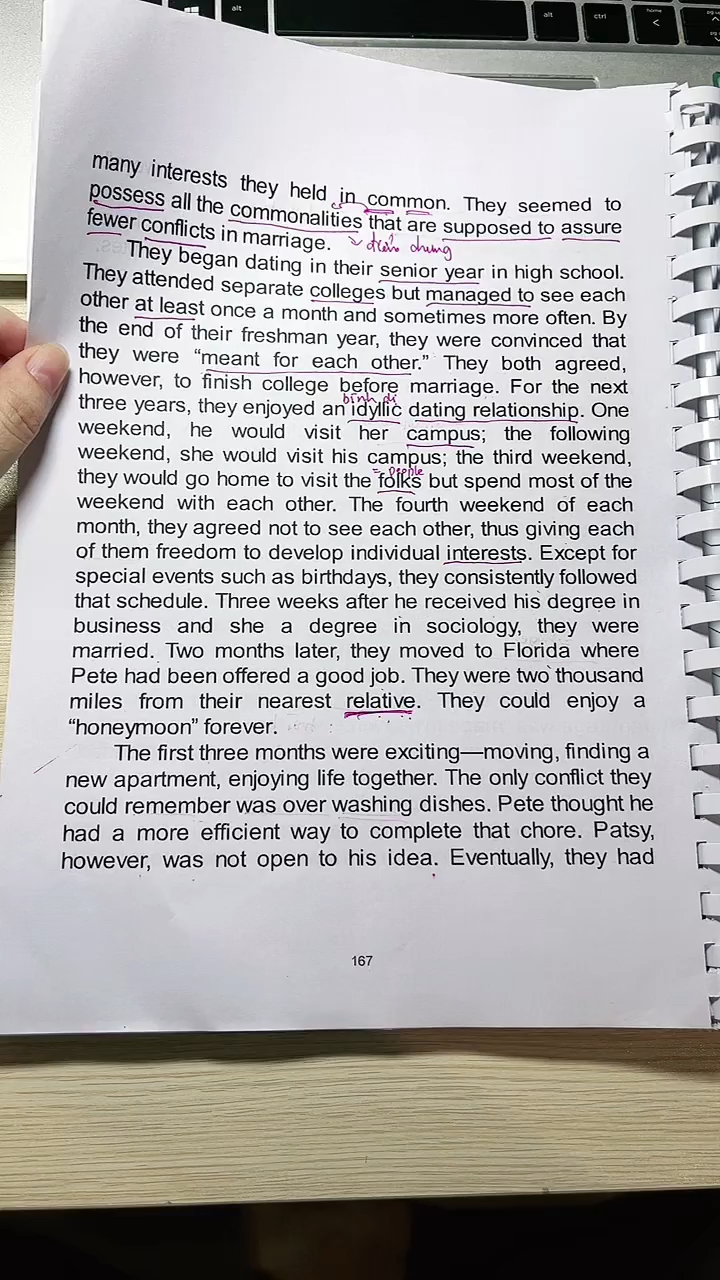 alt
alt
ctrl
home
many interests they held in common. They seemed to
possess all the commonalities that are supposed to assure
fewer conflicts in marriage.
điểm chung
They began dating in their senior year in high school.
They attended separate colleges but managed to see each
other at least once a month and sometimes more often. By
the end of their freshman year, they were convinced that
they were “meant for each other.” They both agreed,
however, to finish college before marriage. For the next
bình dị
three years, they enjoyed an idyllic dating relationship. One
weekend, he would visit her campus; the following
weekend, she would visit his campus; the third weekend,
= people
they would go home to visit the folks but spend most of the
weekend with each other. The fourth weekend of each
month, they agreed not to see each other, thus giving each
of them freedom to develop individual interests. Except for
special events such as birthdays, they consistently followed
that schedule. Three weeks after he received his degree in
business and she a degree in sociology, they were
married. Two months later, they moved to Florida where
Pete had been offered a good job. They were two thousand
miles from their nearest relative. They could enjoy a
“honeymoon” forever.
The first three months were exciting—moving, finding a
new apartment, enjoying life together. The only conflict they
could remember was over washing dishes. Pete thought he
had a more efficient way to complete that chore. Patsy,
however, was not open to his idea. Eventually, they had
167